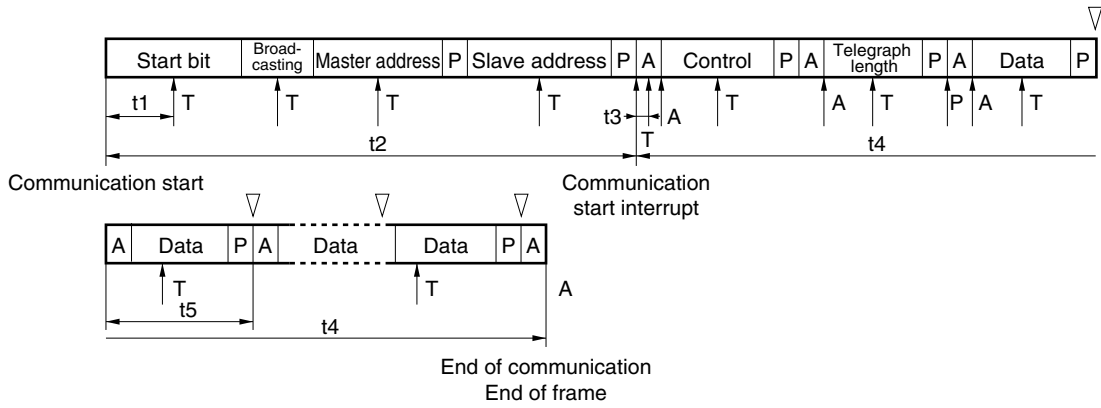 Start bit Broad-casting Master address P Slave address P A Control P A Telegraph length P A Data P
t1 T T T T t3 T A T A T P A T
t2 t4
Communication start
Communication start interrupt
A Data P A Data Data P A
T T A
t5
t4
End of communication
End of frame